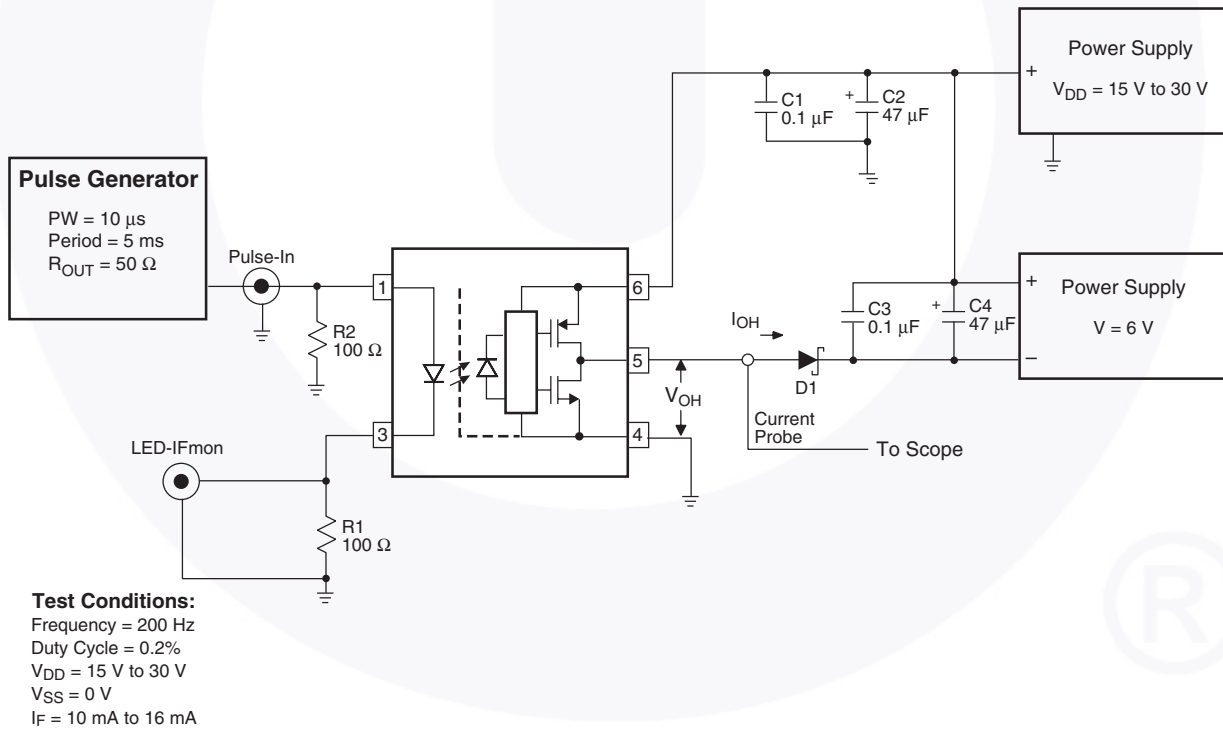 Power Supply
VDD = 15 V to 30 V
+
C1
0.1 μF
+
C2
47 μF
Pulse Generator
PW = 10 μs
Period = 5 ms
ROUT = 50 Ω
Pulse-In
R2
100 Ω
1
3
6
5
4
VOH
IOH
Current
Probe
To Scope
D1
C3
0.1 μF
+
C4
47 μF
+
−
Power Supply
V = 6 V
LED-IFmon
R1
100 Ω
Test Conditions:
Frequency = 200 Hz
Duty Cycle = 0.2%
VDD = 15 V to 30 V
VSS = 0 V
IF = 10 mA to 16 mA
®